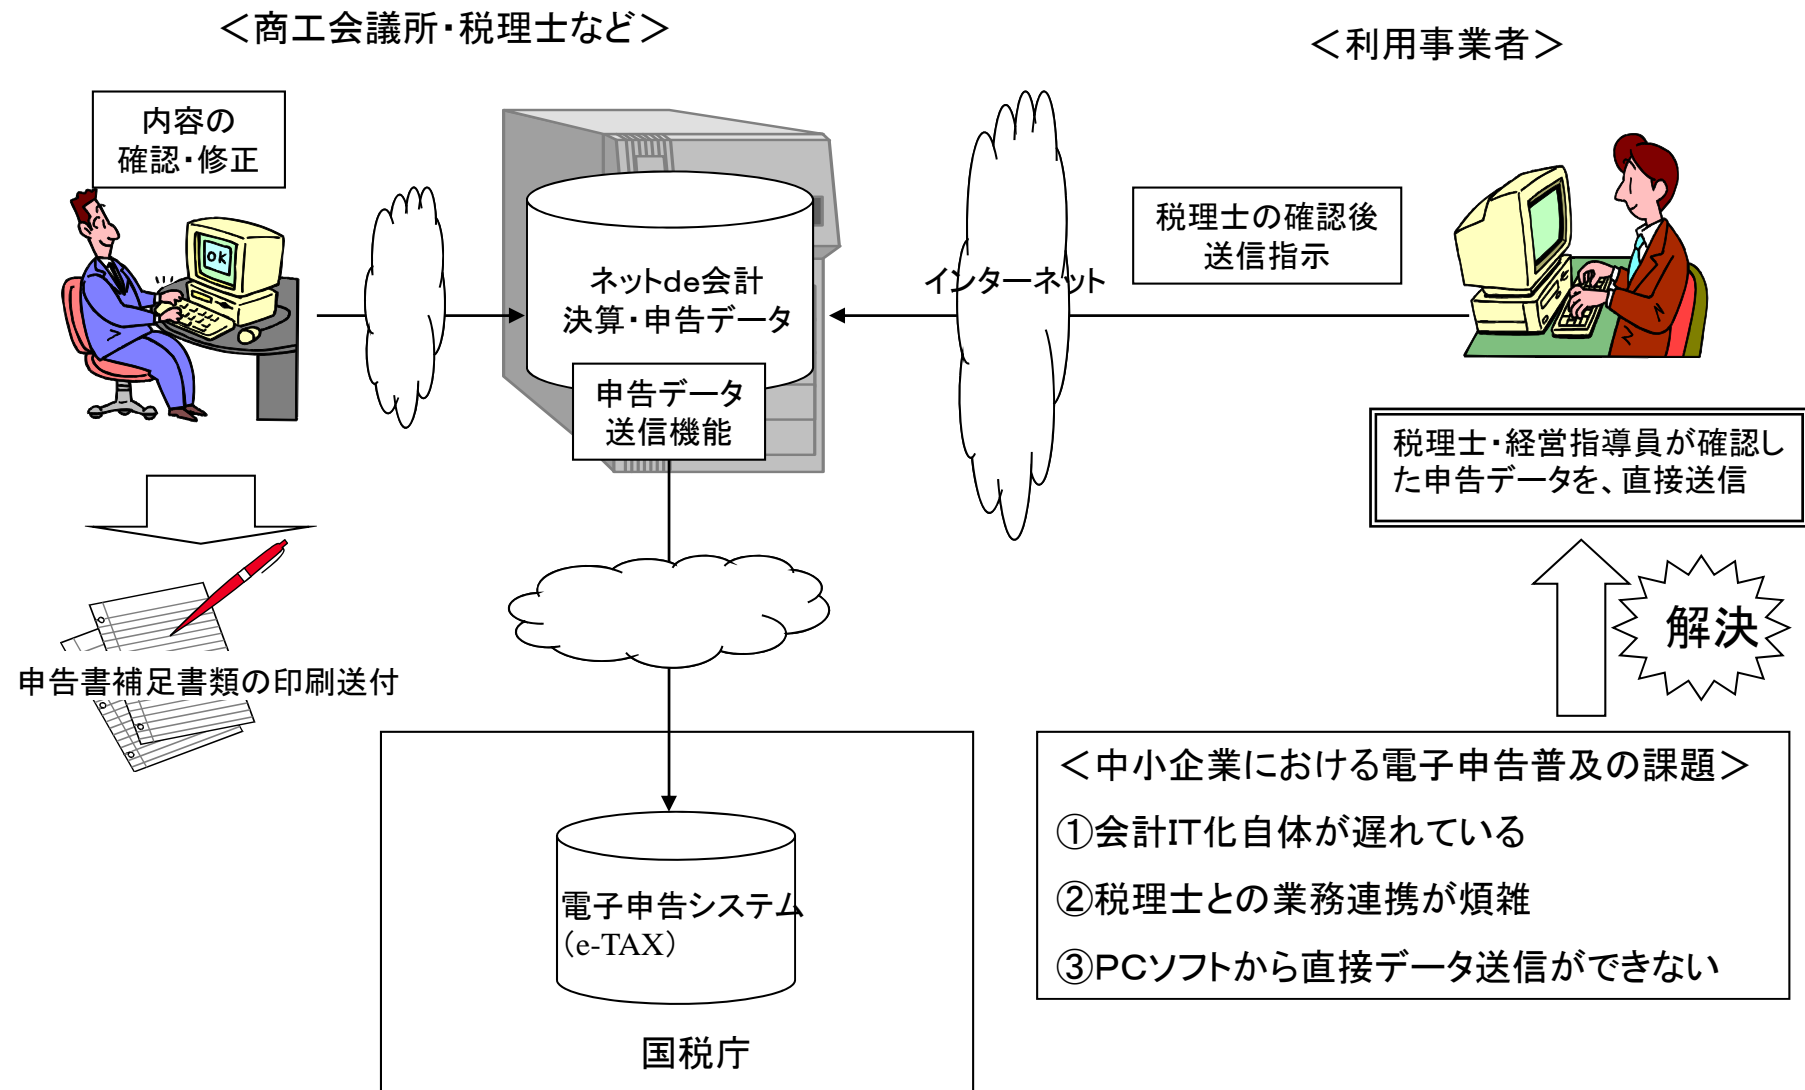 ＜商工会議所・税理士など＞
＜利用事業者＞
内容の
確認・修正
OK
ネットde会計
決算・申告データ
申告データ
送信機能
インターネット
税理士の確認後
送信指示
税理士・経営指導員が確認し
た申告データを、直接送信
解決
申告書補足書類の印刷送付
＜中小企業における電子申告普及の課題＞
①会計IT化自体が遅れている
②税理士との業務連携が煩雑
③PCソフトから直接データ送信ができない
電子申告システム
（e-TAX）
国税庁